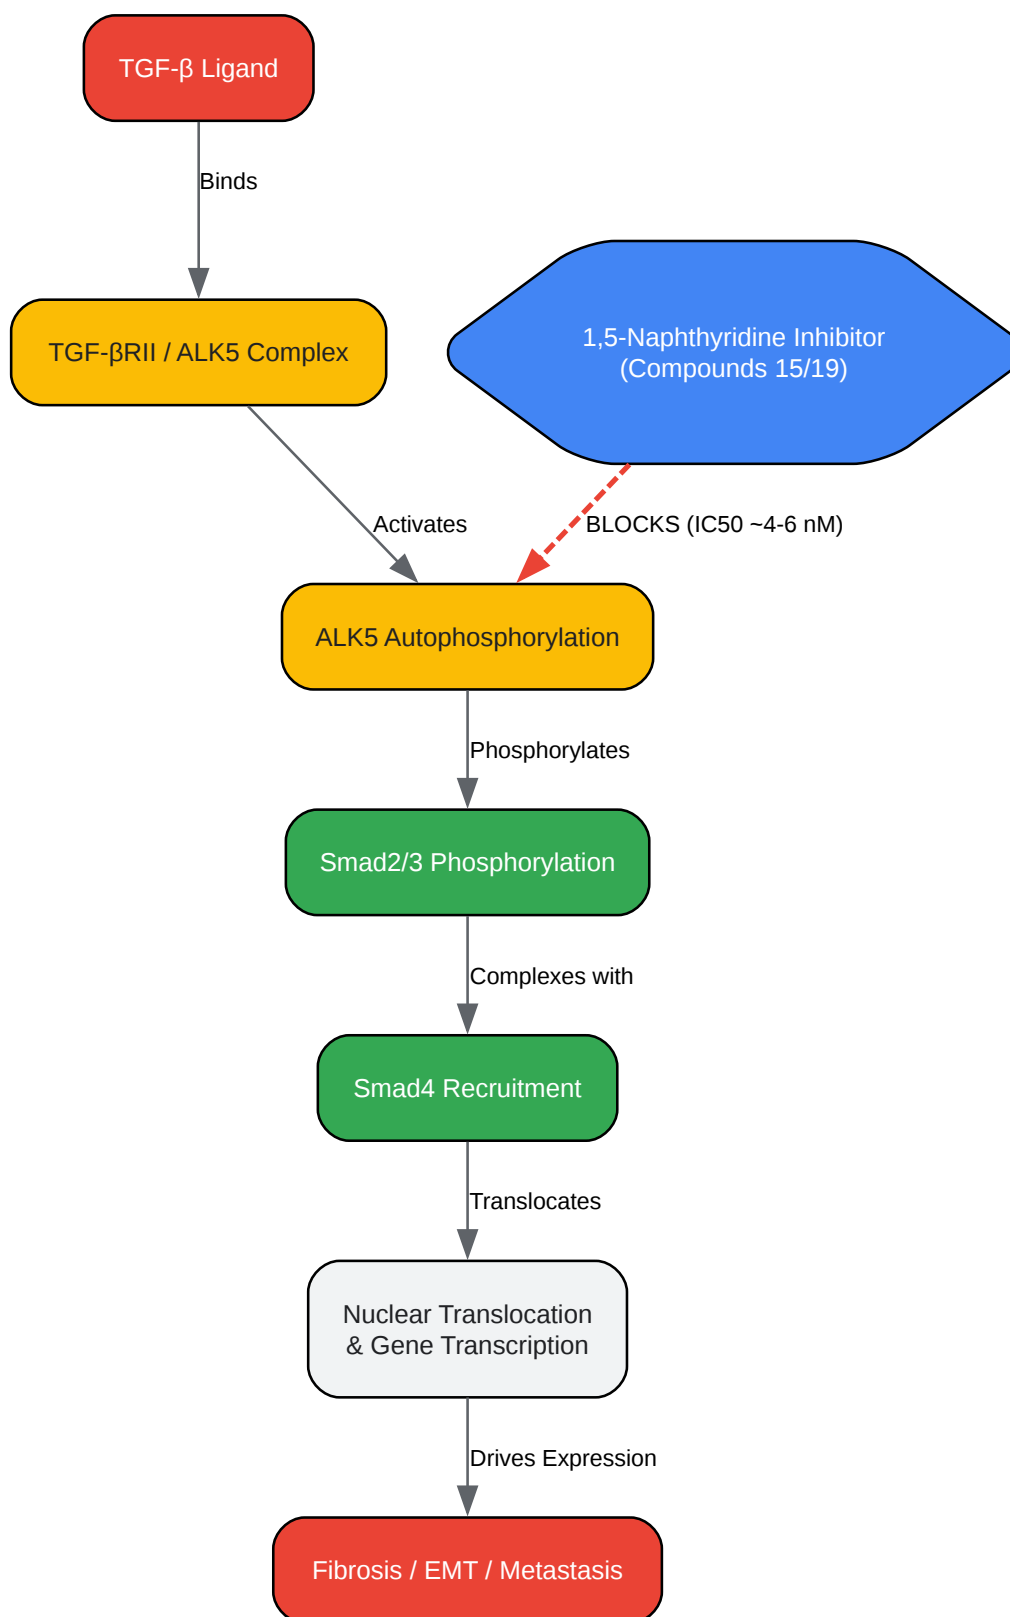 TGF-β Ligand
Binds
TGF-βRII / ALK5 Complex
1,5-Naphthyridine Inhibitor
(Compounds 15/19)
Activates
BLOCKS (IC50 ~4-6 nM)
ALK5 Autophosphorylation
Phosphorylates
Smad2/3 Phosphorylation
Complexes with
Smad4 Recruitment
Translocates
Nuclear Translocation
& Gene Transcription
Drives Expression
Fibrosis / EMT / Metastasis